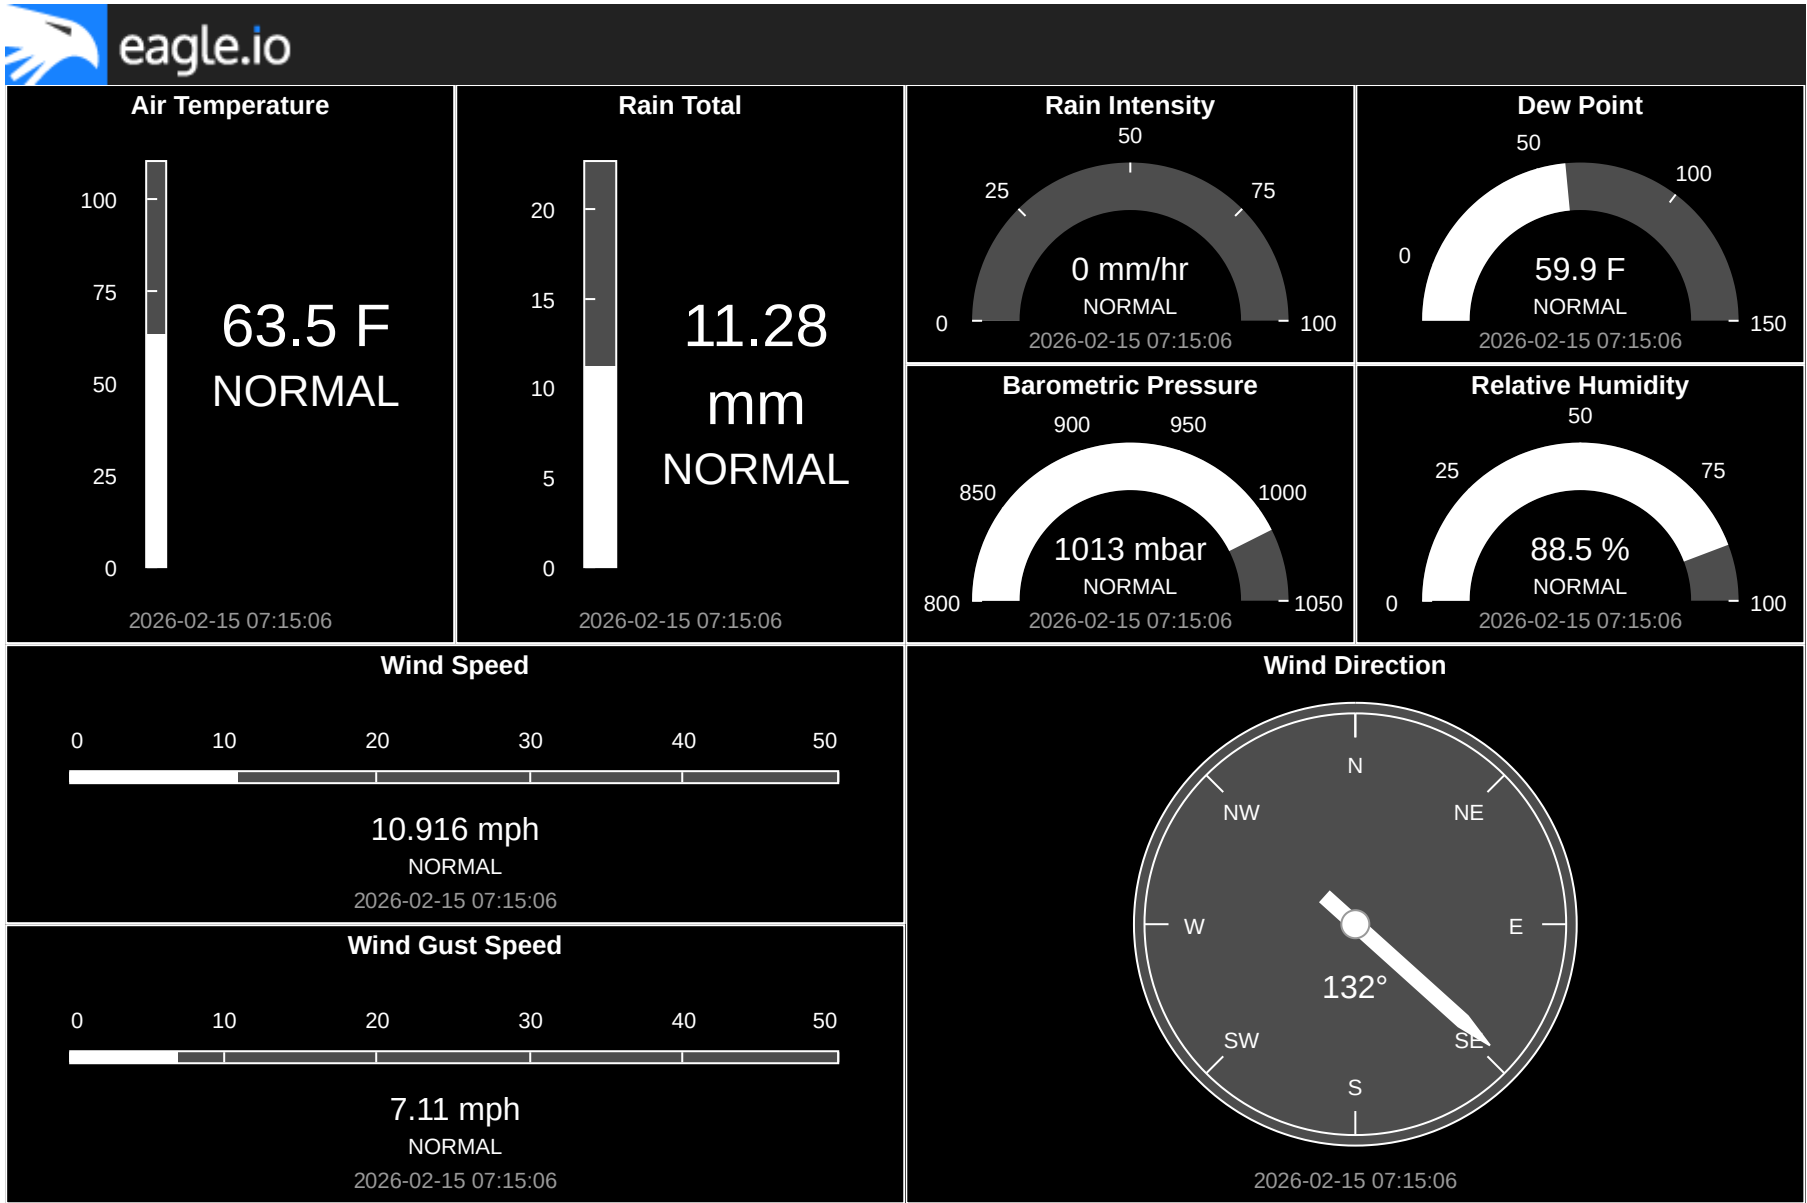 eagle.io
Air Temperature
100
75
50
25
0
63.5 F
NORMAL
2026-02-15 07:15:06
Rain Total
20
15
10
5
0
11.28
mm
NORMAL
2026-02-15 07:15:06
Rain Intensity
50
25
75
0
100
0 mm/hr
NORMAL
2026-02-15 07:15:06
Dew Point
50
100
0
150
59.9 F
NORMAL
2026-02-15 07:15:06
Barometric Pressure
900
950
850
1000
800
1050
1013 mbar
NORMAL
2026-02-15 07:15:06
Relative Humidity
50
25
75
0
100
88.5 %
NORMAL
2026-02-15 07:15:06
Wind Speed
0 10 20 30 40 50
10.916 mph
NORMAL
2026-02-15 07:15:06
Wind Gust Speed
0 10 20 30 40 50
7.11 mph
NORMAL
2026-02-15 07:15:06
Wind Direction
N
NW
NE
W
E
132°
SW
SE
S
2026-02-15 07:15:06